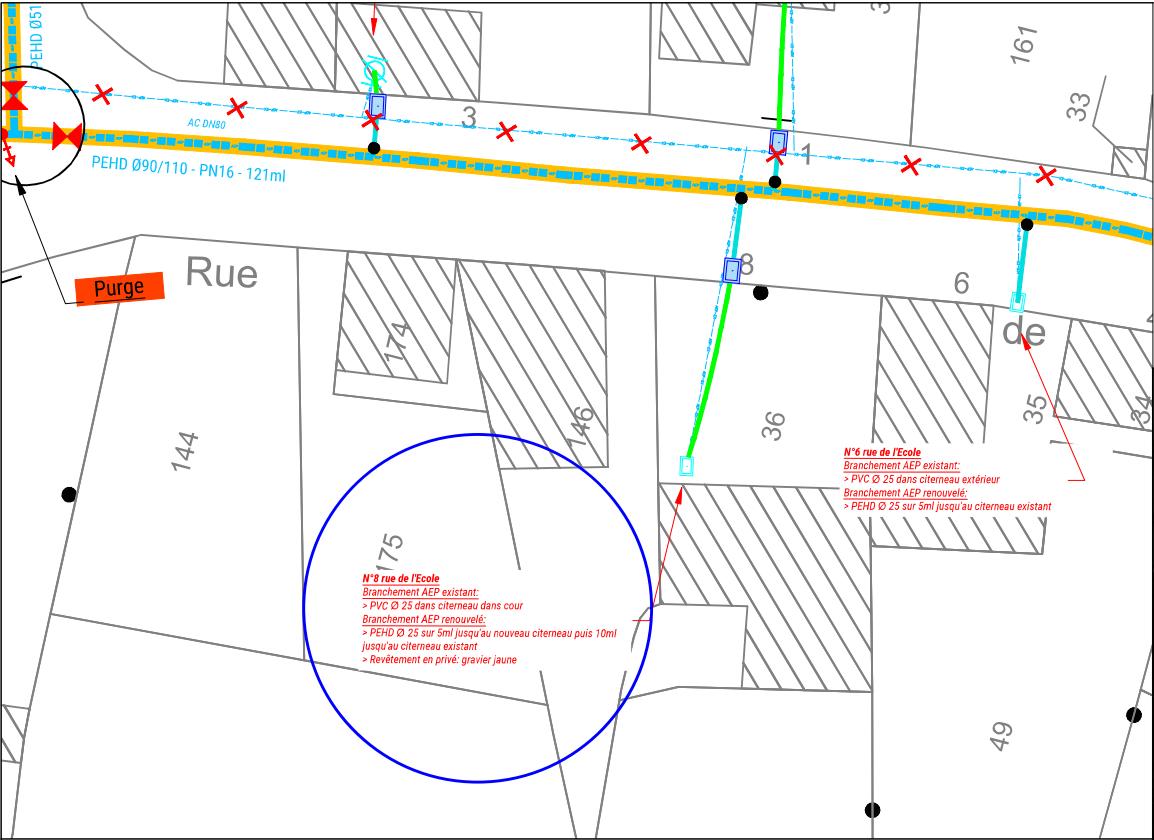 PEHD Ø51
161
33
3
AC DN80
1
PEHD Ø90/110 - PN16 - 121ml
Rue
Purge
8
6
de
174
146
144
36
35
34
175
N°6 rue de l'Ecole
Branchement AEP existant:
> PVC Ø 25 dans citerneau extérieur
Branchement AEP renouvelé:
> PEHD Ø 25 sur 5ml jusqu'au citerneau existant
N°8 rue de l'Ecole
Branchement AEP existant:
> PVC Ø 25 dans citerneau dans cour
Branchement AEP renouvelé:
> PEHD Ø 25 sur 5ml jusqu'au nouveau citerneau puis 10ml
jusqu'au citerneau existant
> Revêtement en privé: gravier jaune
49